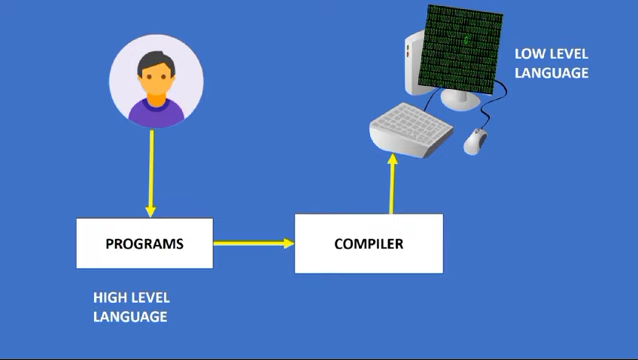 LOW LEVEL
LANGUAGE
PROGRAMS
COMPILER
HIGH LEVEL
LANGUAGE